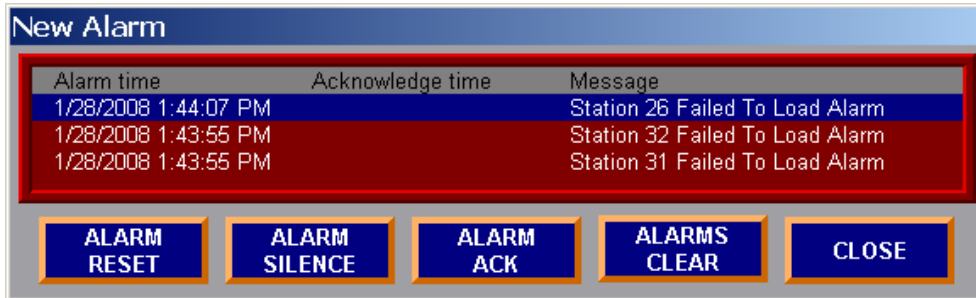 New Alarm
Alarm time Acknowledge time Message
1/28/2008 1:44:07 PM Station 26 Failed To Load Alarm
1/28/2008 1:43:55 PM Station 32 Failed To Load Alarm
1/28/2008 1:43:55 PM Station 31 Failed To Load Alarm
ALARM RESET
ALARM SILENCE
ALARM ACK
ALARMS CLEAR
CLOSE